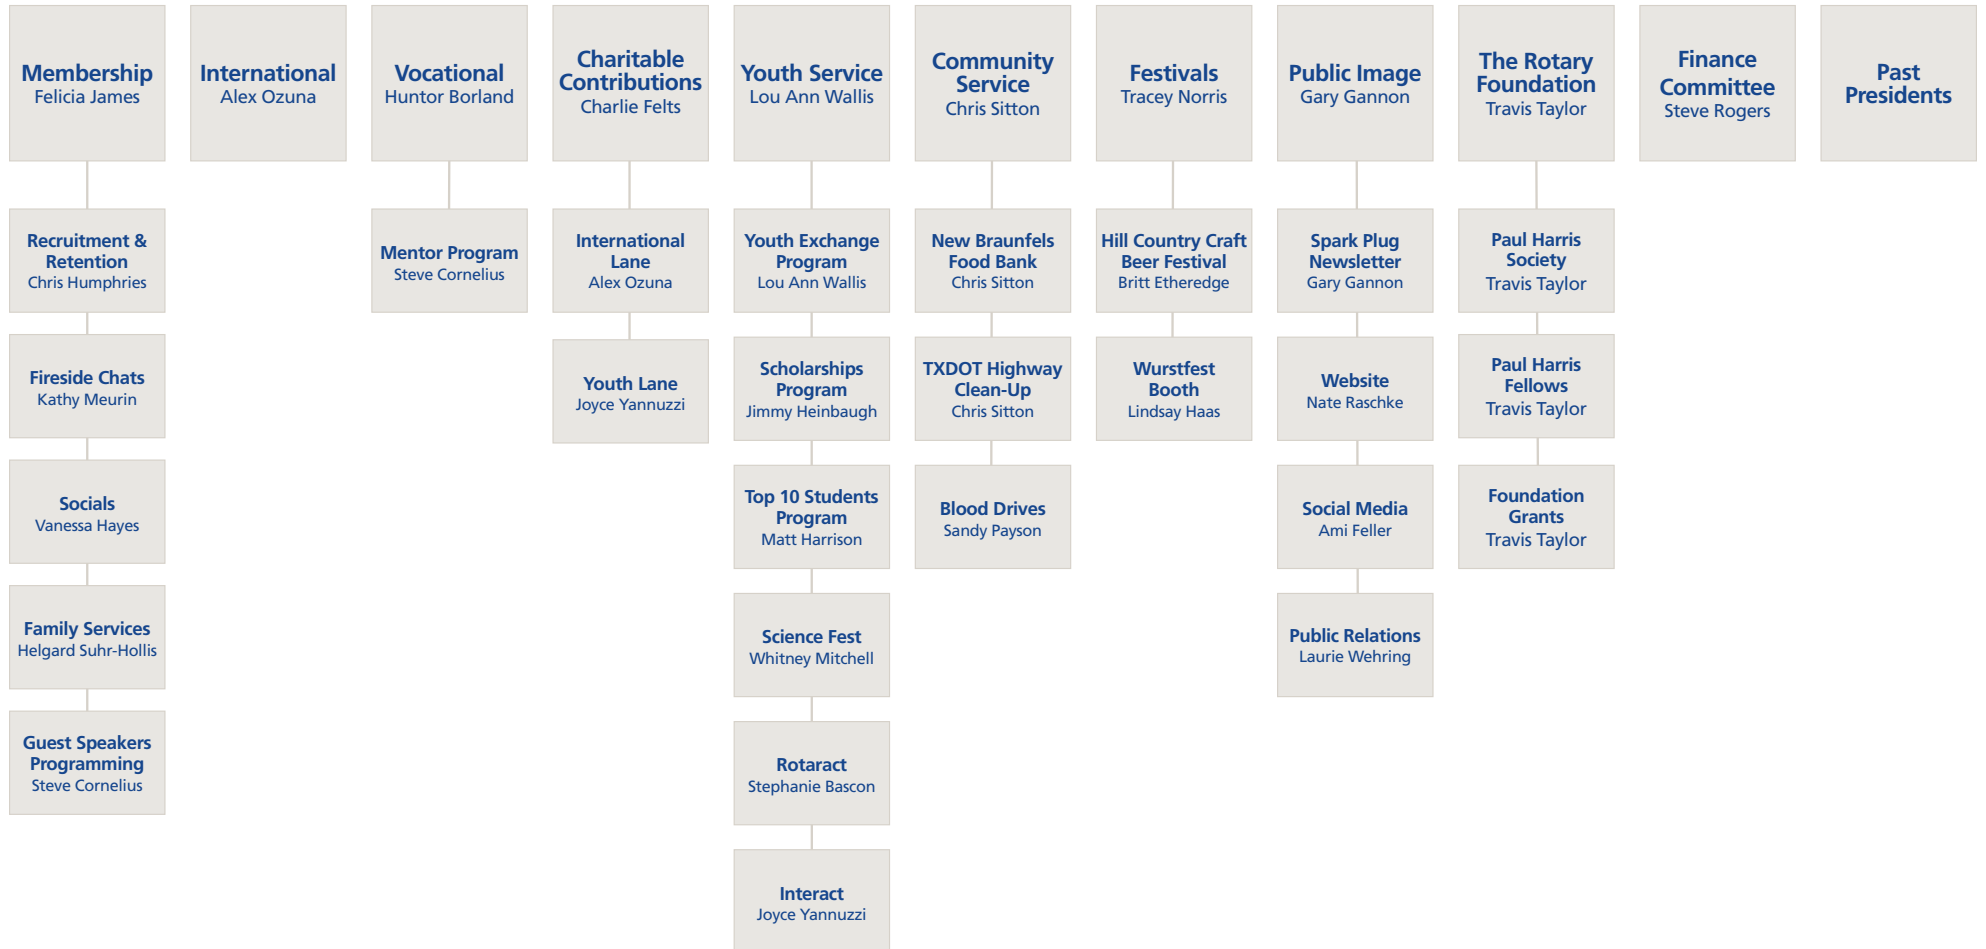 Membership
Felicia James
International
Alex Ozuna
Vocational
Huntor Borland
Charitable
Contributions
Charlie Felts
Youth Service
Lou Ann Wallis
Community
Service
Chris Sitton
Festivals
Tracey Norris
Public Image
Gary Gannon
The Rotary
Foundation
Travis Taylor
Finance
Committee
Steve Rogers
Past
Presidents
Recruitment &
Retention
Chris Humphries
Fireside Chats
Kathy Meurin
Socials
Vanessa Hayes
Family Services
Helgard Suhr-Hollis
Guest Speakers
Programming
Steve Cornelius
Mentor Program
Steve Cornelius
International
Lane
Alex Ozuna
Youth Lane
Joyce Yannuzzi
Youth Exchange
Program
Lou Ann Wallis
Scholarships
Program
Jimmy Heinbaugh
Top 10 Students
Program
Matt Harrison
Science Fest
Whitney Mitchell
Rotaract
Stephanie Bascon
Interact
Joyce Yannuzzi
New Braunfels
Food Bank
Chris Sitton
TXDOT Highway
Clean-Up
Chris Sitton
Blood Drives
Sandy Payson
Hill Country Craft
Beer Festival
Britt Etheredge
Wurstfest
Booth
Lindsay Haas
Spark Plug
Newsletter
Gary Gannon
Website
Nate Raschke
Social Media
Ami Feller
Public Relations
Laurie Wehring
Paul Harris
Society
Travis Taylor
Paul Harris
Fellows
Travis Taylor
Foundation
Grants
Travis Taylor